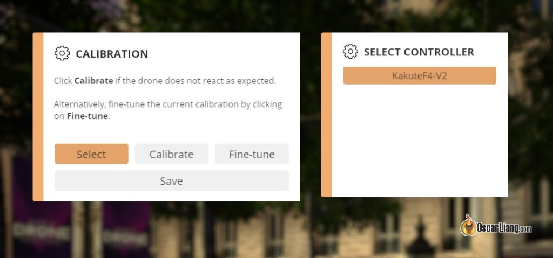 CALIBRATION
Click Calibrate if the drone does not react as expected.
Alternatively, fine-tune the current calibration by clicking
on Fine-tune.
Select
Calibrate
Fine-tune
Save
SELECT CONTROLLER
KakuteF4-V2
OscarLiang.com